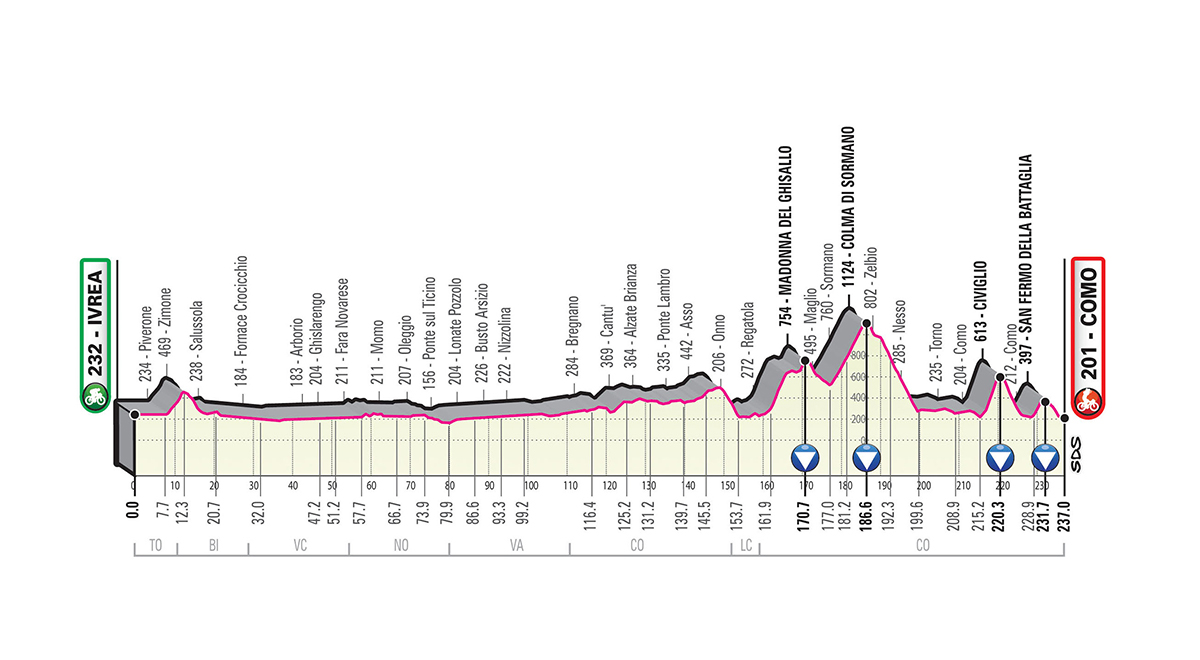 232 - IVREA
234 - Piverone
469 - Zimone
238 - Salussola
184 - Fornace Crocicchio
183 - Arborio
204 - Ghislarengo
211 - Fara Novarese
211 - Momo
207 - Oleggio
156 - Ponte sul Ticino
204 - Lonate Pozzolo
226 - Busto Arsizio
222 - Nizzolina
284 - Bregnano
369 - Cantu'
364 - Alzate Brianza
335 - Ponte Lambro
442 - Asso
206 - Onno
272 - Regatola
754 - MADONNA DEL GHISALLO
495 - Maglio
760 - Sormano
1124 - COLMA DI SORMANO
802 - Zelbio
285 - Nesso
235 - Torno
204 - Como
613 - CIVIGLIO
212 - Como
397 - SAN FERMO DELLA BATTAGLIA
201 - COMO
800
600
400
200
0
SDS
0 10 20 30 40 50 60 70 80 90 100 110 120 130 140 150 160 170 180 190 200 210 220 230
0.0 7.7 12.3 20.7 32.0 47.2 51.2 57.7 66.7 73.9 79.9 86.6 93.3 99.2 116.4 125.2 131.2 139.7 145.5 153.7 161.9 170.7 177.0 181.2 186.6 192.3 199.6 208.9 215.2 220.3 228.9 231.7 237.0
TO BI VC NO VA CO LC CO